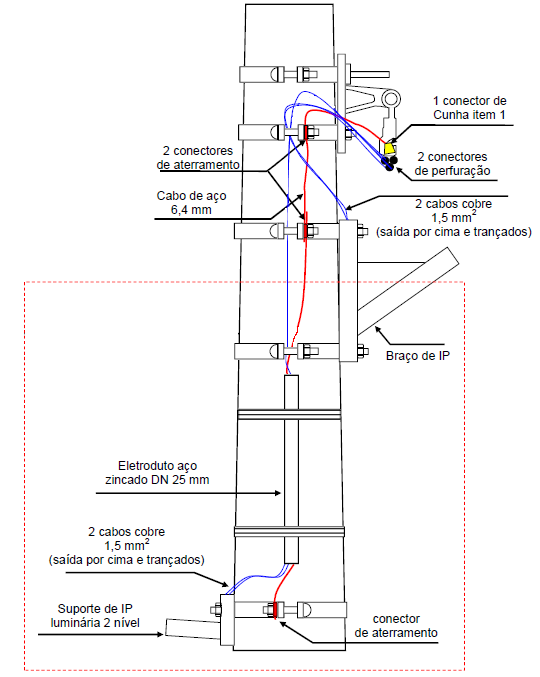 1 conector de
Cunha item 1
2 conectores
de aterramento
2 conectores
de perfuração
Cabo de aço
6,4 mm
2 cabos cobre
1,5 mm²
(saída por cima e trançados)
Braço de IP
Eletroduto aço
zincado DN 25 mm
2 cabos cobre
1,5 mm²
(saída por cima e trançados)
Suporte de IP
luminária 2 nível
conector
de aterramento